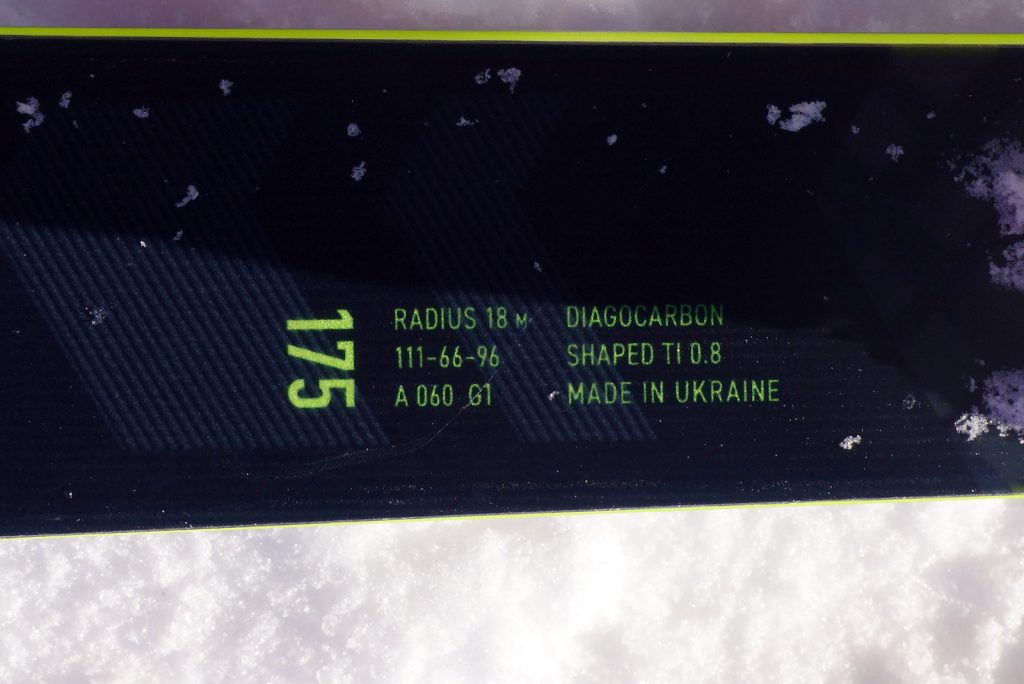 175
RADIUS 18 M
111-66-96
A 060 G1
DIAGOCARBON
SHAPED TI 0.8
MADE IN UKRAINE